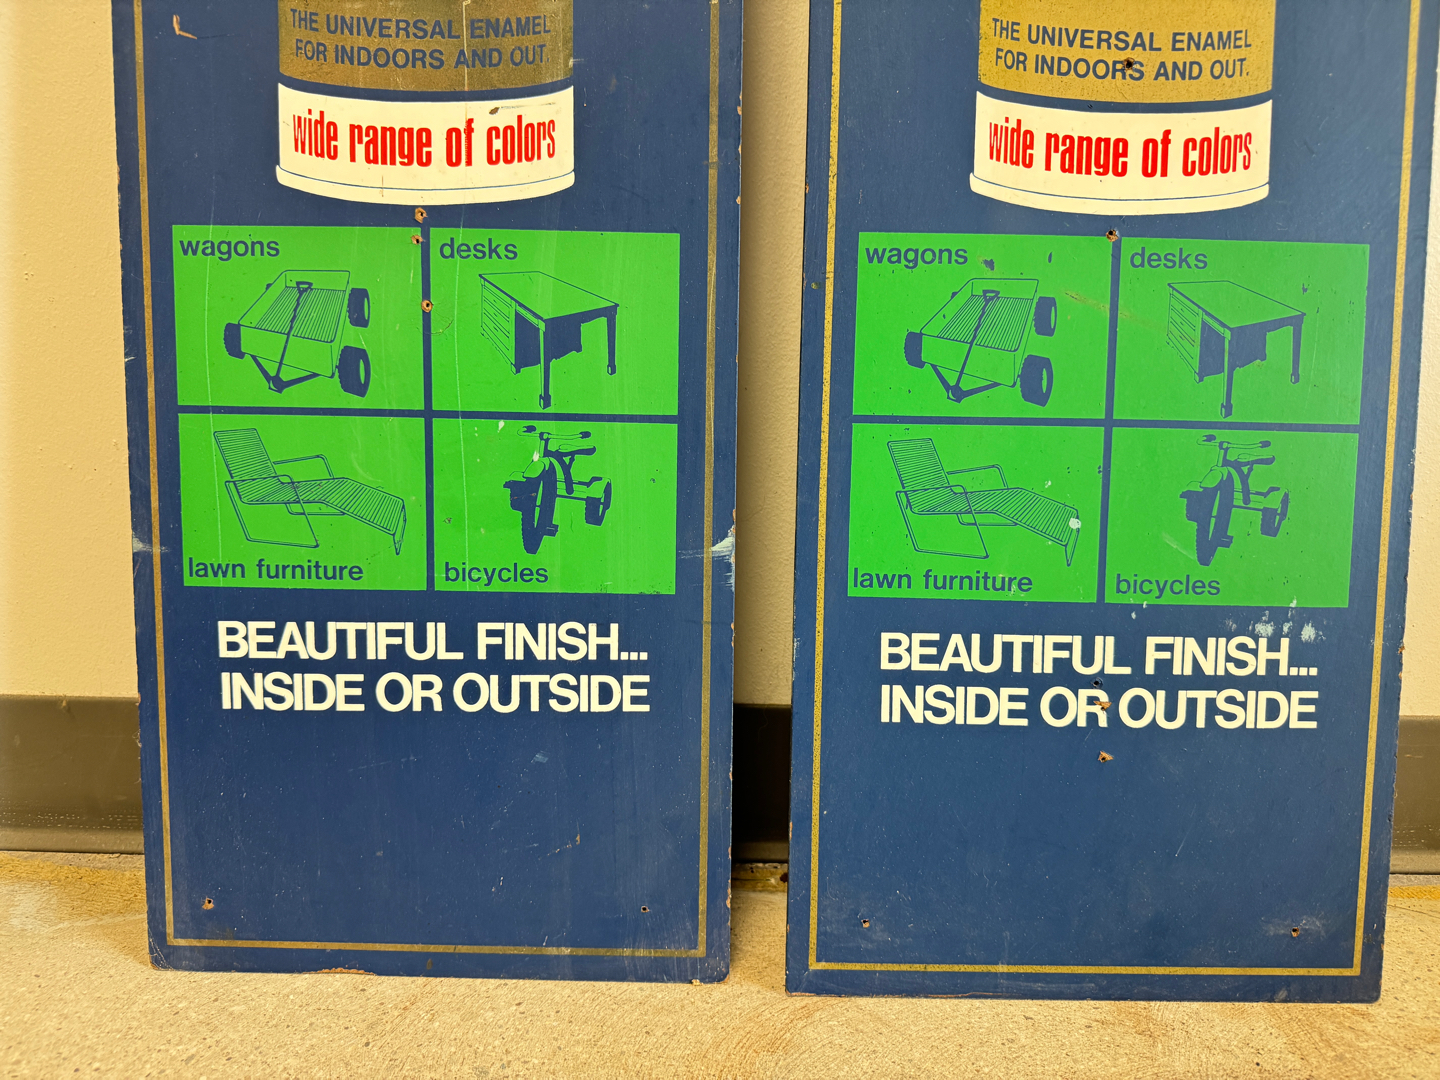 THE UNIVERSAL ENAMEL
FOR INDOORS AND OUT.
wide range of colors
wagons
desks
lawn furniture
bicycles
BEAUTIFUL FINISH...
INSIDE OR OUTSIDE
THE UNIVERSAL ENAMEL
FOR INDOORS AND OUT.
wide range of colors
wagons
desks
lawn furniture
bicycles
BEAUTIFUL FINISH...
INSIDE OR OUTSIDE